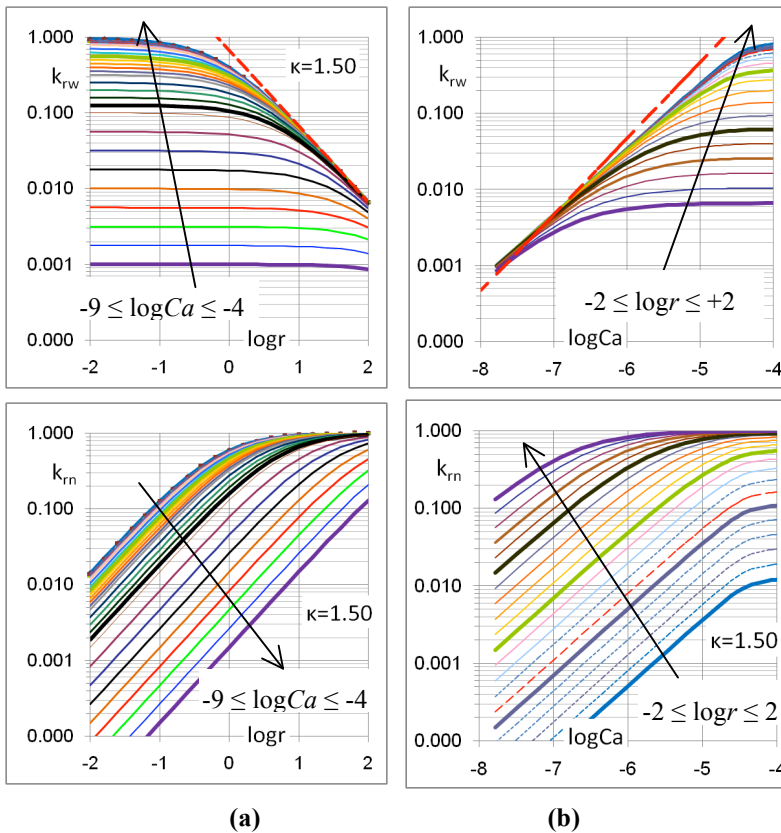 1.000
k_rw
0.100
0.010
0.001
0.000
κ=1.50
-9 ≤ logCa ≤ -4
logr
-2 -1 0 1 2
1.000
k_rw
0.100
0.010
0.001
0.000
κ=1.50
-2 ≤ logr ≤ +2
logCa
-8 -7 -6 -5 -4
1.000
k_rn
0.100
0.010
0.001
0.000
κ=1.50
-9 ≤ logCa ≤ -4
logr
-2 -1 0 1 2
1.000
k_rn
0.100
0.010
0.001
0.000
κ=1.50
-2 ≤ logr ≤ 2
logCa
-8 -7 -6 -5 -4
(a) (b)